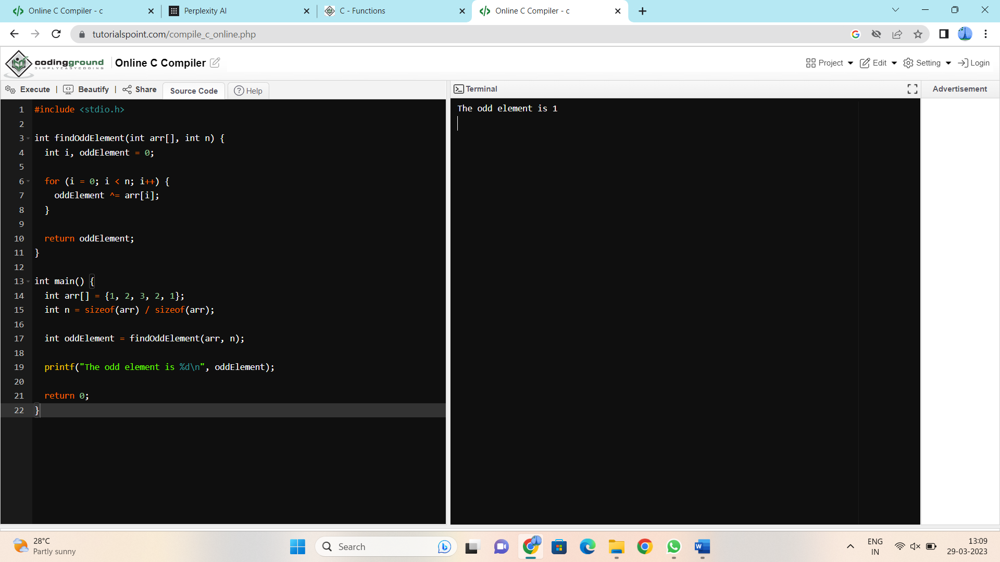 Online C Compiler - c
Perplexity AI
C - Functions
Online C Compiler - c
tutorialspoint.com/compile_c_online.php
codingground
SIMPLYEASYCODING
Online C Compiler
Project
Edit
Setting
Login
Execute | Beautify | Share
Source Code
Help
Terminal
Advertisement
1 #include <stdio.h>
2
3 int findOddElement(int arr[], int n) {
4   int i, oddElement = 0;
5
6   for (i = 0; i < n; i++) {
7     oddElement ^= arr[i];
8   }
9
10   return oddElement;
11 }
12
13 int main() {
14   int arr[] = {1, 2, 3, 2, 1};
15   int n = sizeof(arr) / sizeof(arr);
16
17   int oddElement = findOddElement(arr, n);
18
19   printf("The odd element is %d\n", oddElement);
20
21   return 0;
22 }
The odd element is 1
28°C
Partly sunny
Search
ENG
IN
13:09
29-03-2023